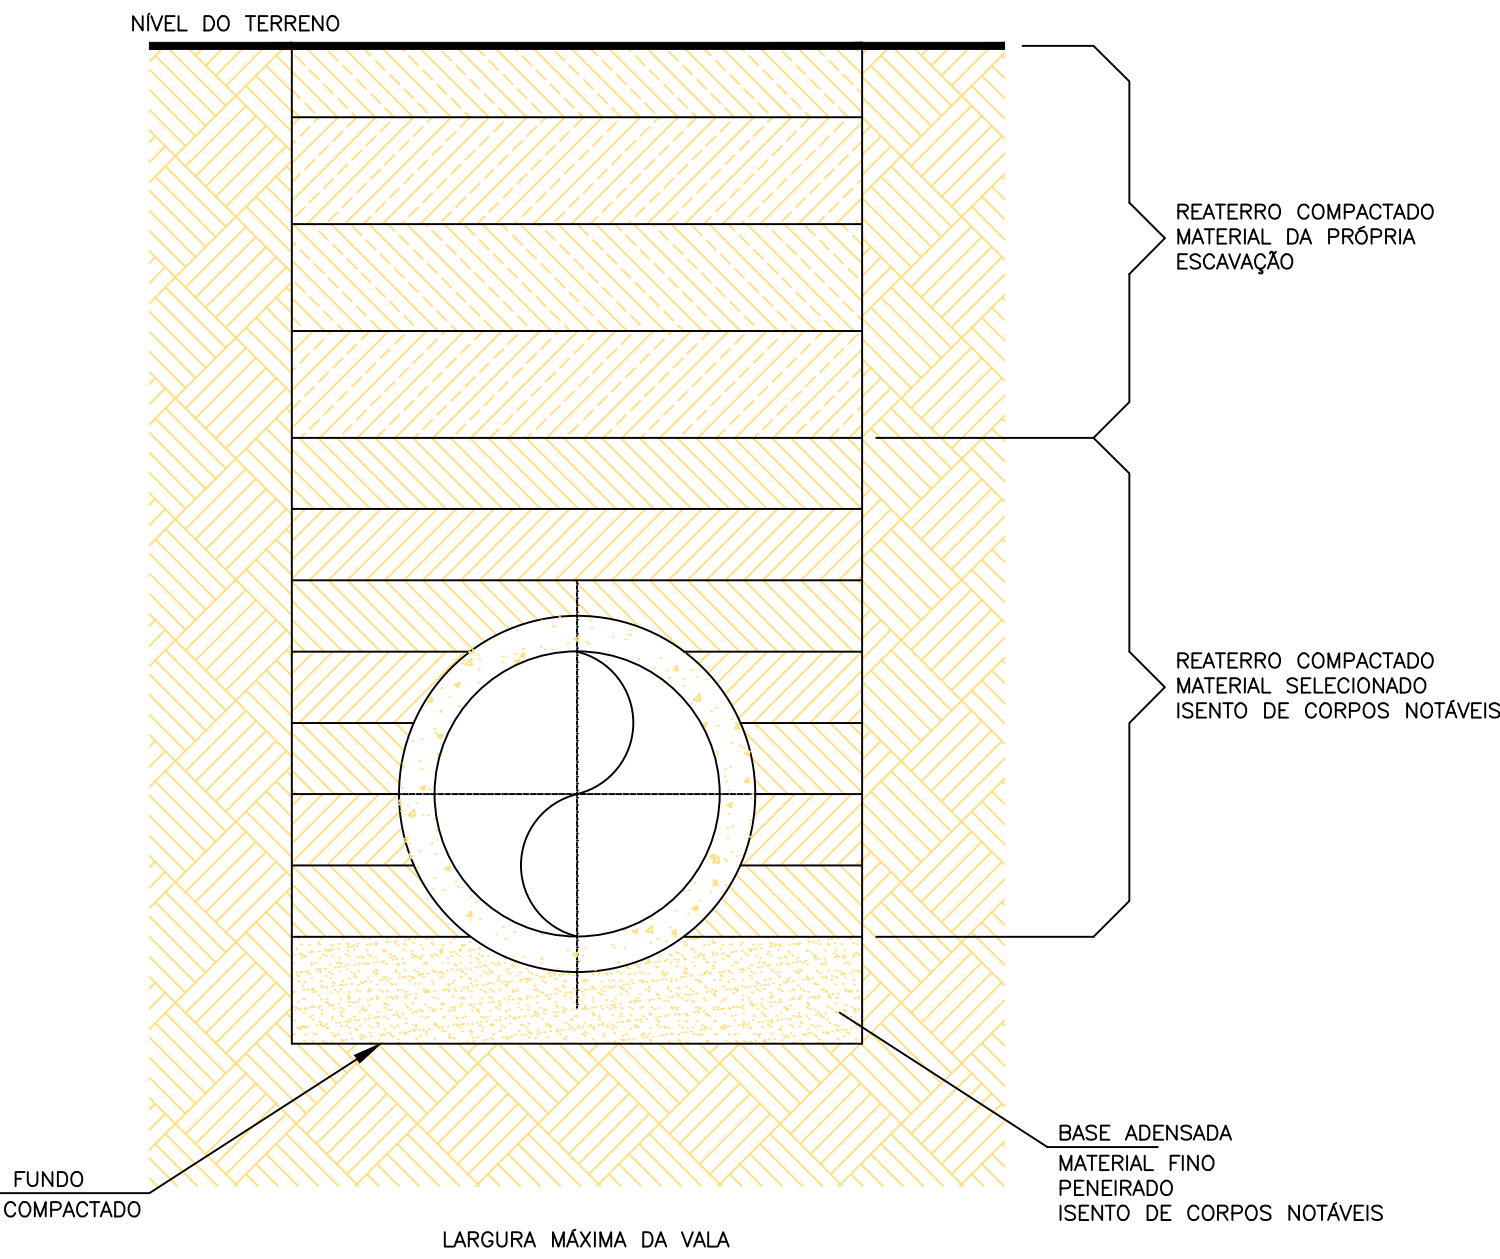 NÍVEL DO TERRENO
REATERRO COMPACTADO
MATERIAL DA PRÓPRIA
ESCAVAÇÃO
REATERRO COMPACTADO
MATERIAL SELECIONADO
ISENTO DE CORPOS NOTÁVEIS
BASE ADENSADA
MATERIAL FINO
PENEIRADO
ISENTO DE CORPOS NOTÁVEIS
FUNDO
COMPACTADO
LARGURA MÁXIMA DA VALA